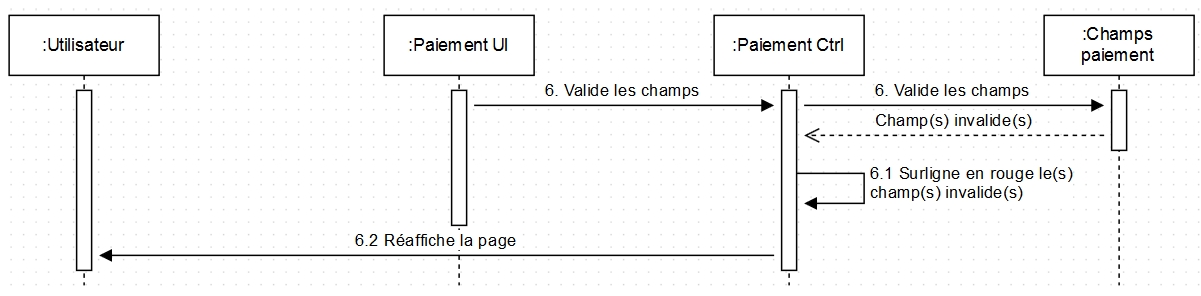 :Utilisateur
:Paiement UI
:Paiement Ctrl
:Champs
paiement
6. Valide les champs
6. Valide les champs
Champ(s) invalide(s)
6.1 Surligne en rouge le(s)
champ(s) invalide(s)
6.2 Réaffiche la page